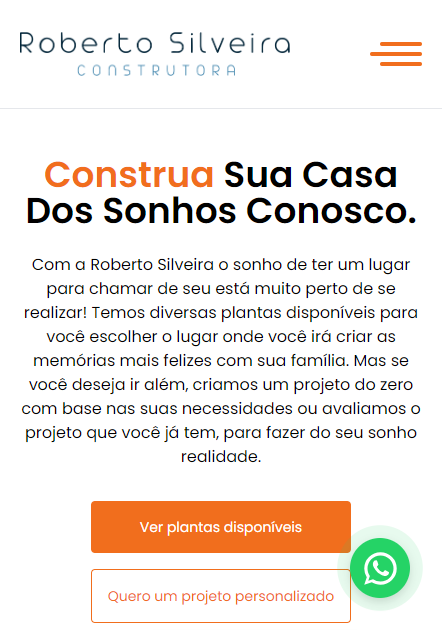 Roberto Silveira
CONSTRUTORA
Construa Sua Casa
Dos Sonhos Conosco.
Com a Roberto Silveira o sonho de ter um lugar
para chamar de seu está muito perto de se
realizar! Temos diversas plantas disponíveis para
você escolher o lugar onde você irá criar as
memórias mais felizes com sua família. Mas se
você deseja ir além, criamos um projeto do zero
com base nas suas necessidades ou avaliamos o
projeto que você já tem, para fazer do seu sonho
realidade.
Ver plantas disponíveis
Quero um projeto personalizado